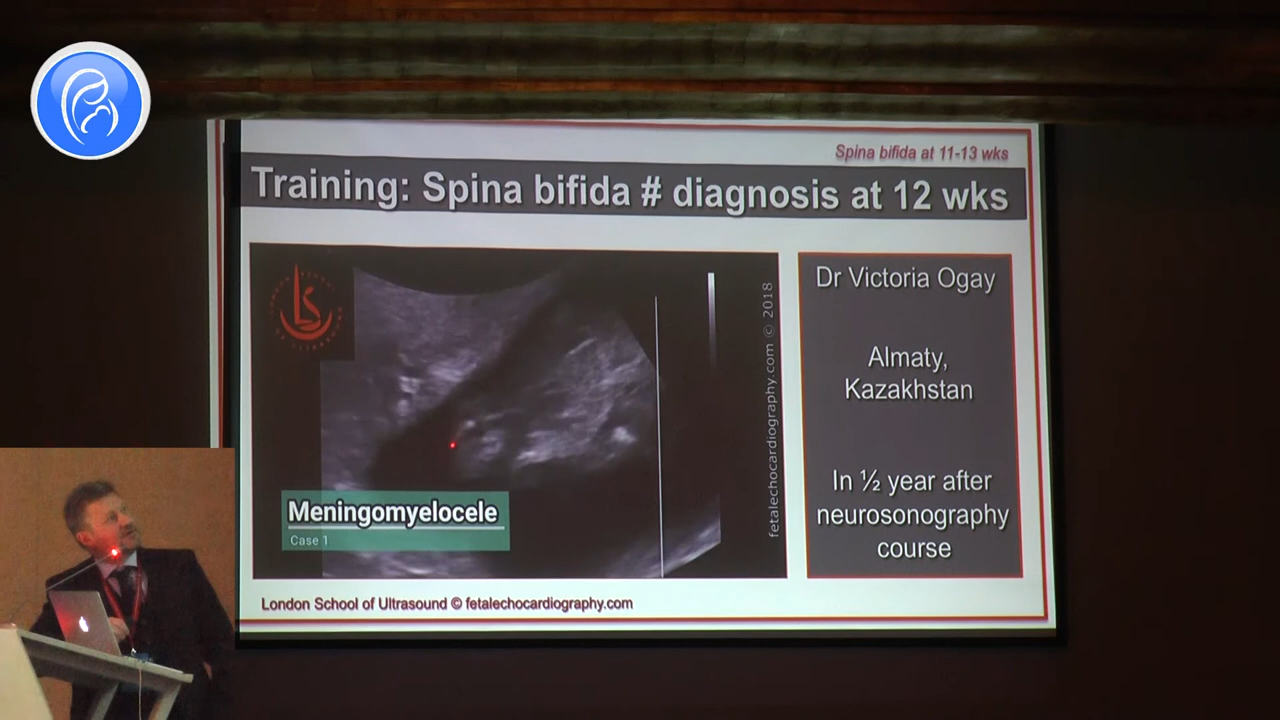 Spina bifida at 11-13 wks
Training: Spina bifida # diagnosis at 12 wks
fetalechocardiography.com © 2018
Meningomyelocele
Case 1
Dr Victoria Ogay
Almaty,
Kazakhstan
In ½ year after
neurosonography
course
London School of Ultrasound © fetalechocardiography.com